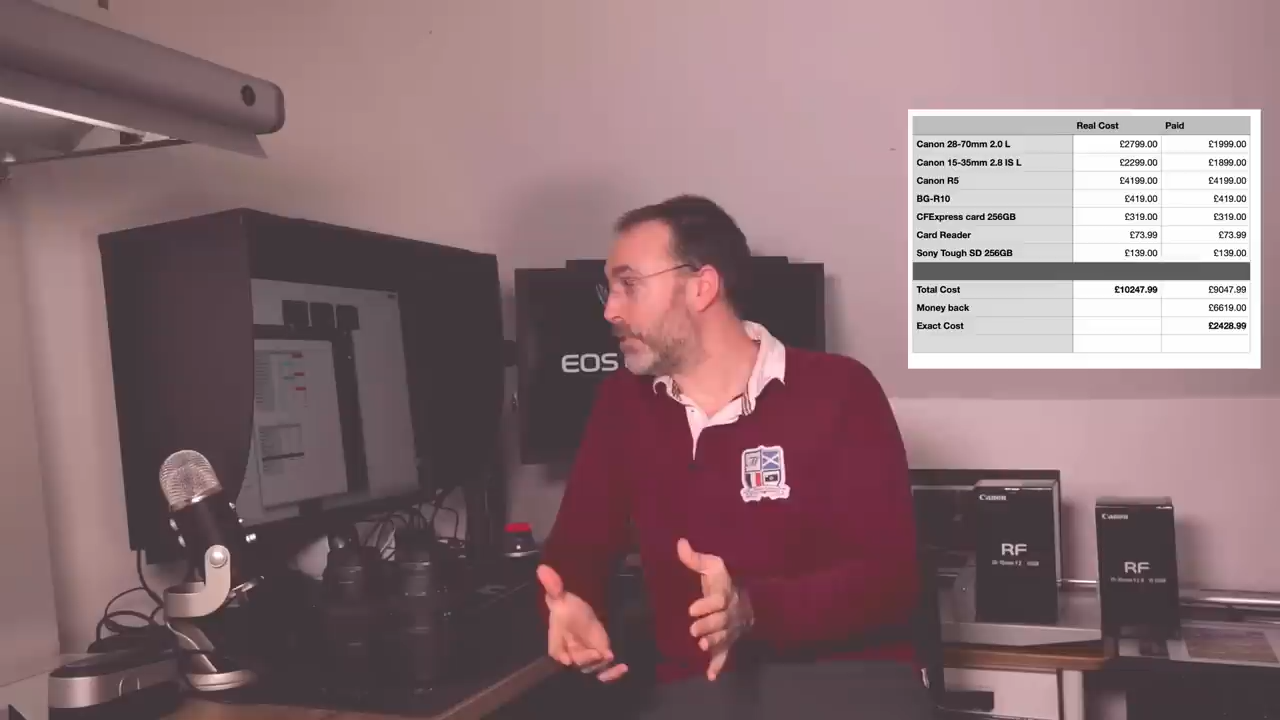 Real Cost Paid
Canon 28-70mm 2.0 L £2799.00 £1999.00
Canon 15-35mm 2.8 IS L £2299.00 £1899.00
Canon R5 £4199.00 £4199.00
BG-R10 £419.00 £419.00
CFExpress card 256GB £319.00 £319.00
Card Reader £73.99 £73.99
Sony Tough SD 256GB £139.00 £139.00
Total Cost £10247.99 £9047.99
Money back £6619.00
Exact Cost £2428.99
EOS
Canon
RF
Canon
RF